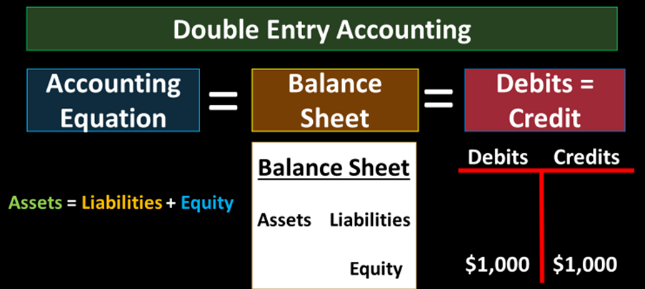 Double Entry Accounting
Accounting
Equation
=
Balance
Sheet
=
Debits =
Credit
Assets = Liabilities + Equity
Balance Sheet
Assets Liabilities
Equity
Debits Credits
$1,000 $1,000